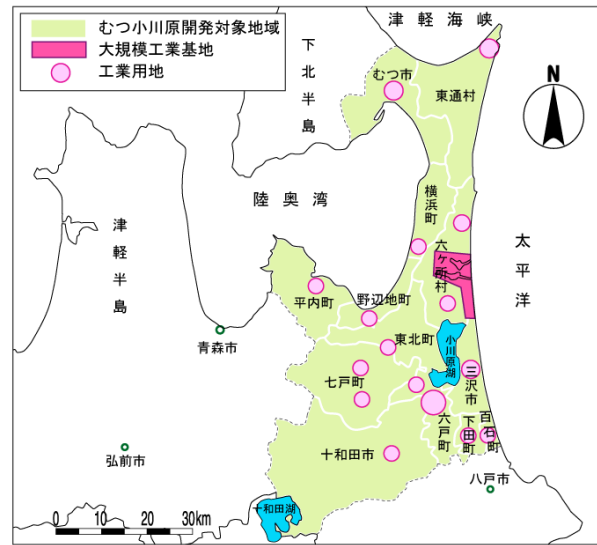 むつ小川原開発対象地域
大規模工業基地
工業用地
津軽海峡
下北半島
むつ市
東通村
N
陸奥湾
横浜町
津軽半島
太平洋
六ケ所村
平内町
野辺地町
青森市
東北町
小川原湖
七戸町
三沢市
六戸町
下田町
百石町
十和田市
弘前市
八戸市
十和田湖
0 10 20 30km